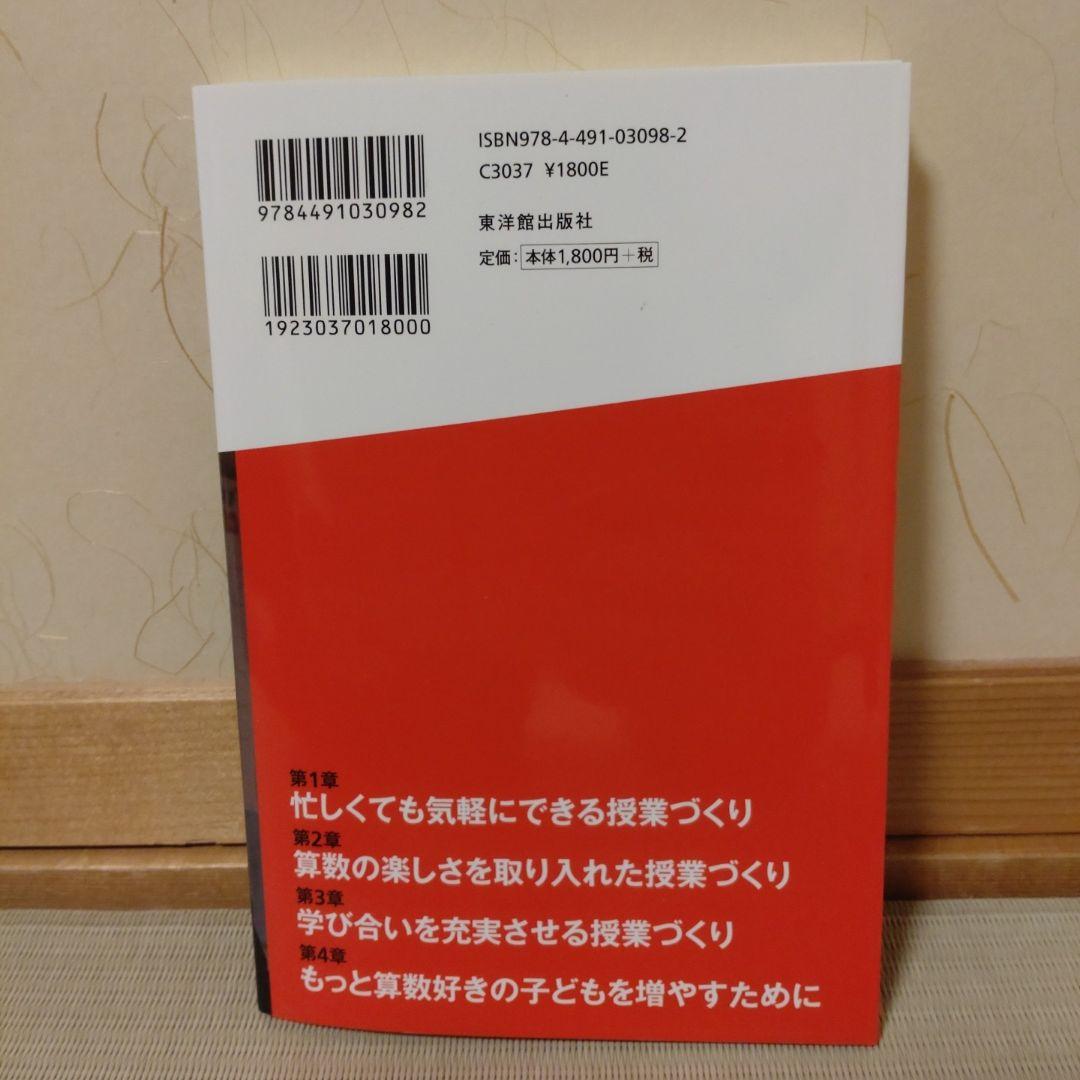 9784491030982
1923037018000
ISBN978-4-491-03098-2
C3037 ¥1800E
東洋館出版社
定価:本体1,800円+税
第1章
忙しくても気軽にできる授業づくり
第2章
算数の楽しさを取り入れた授業づくり
第3章
学び合いを充実させる授業づくり
第4章
もっと算数好きの子どもを増やすために